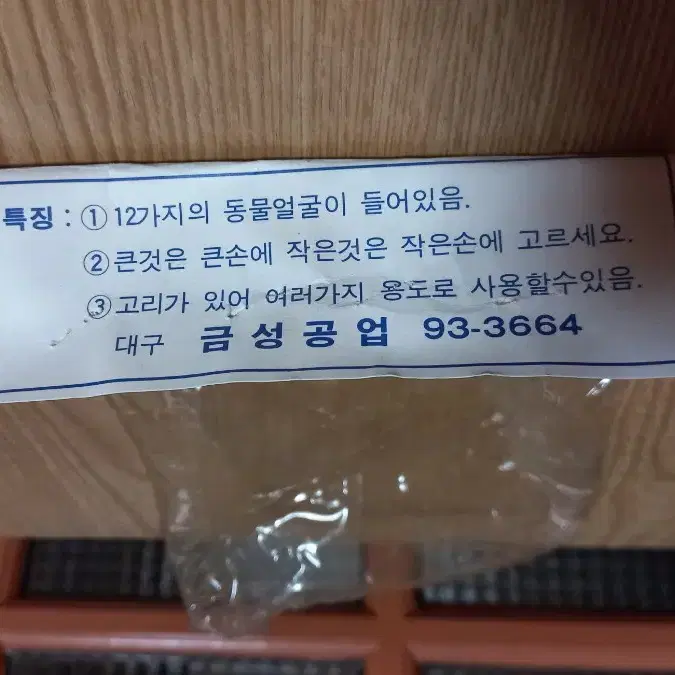 특징 : ① 12가지의 동물얼굴이 들어있음.
② 큰것은 큰손에 작은것은 작은손에 고르세요.
③ 고리가 있어 여러가지 용도로 사용할수있음.
대구 금성공업 93-3664